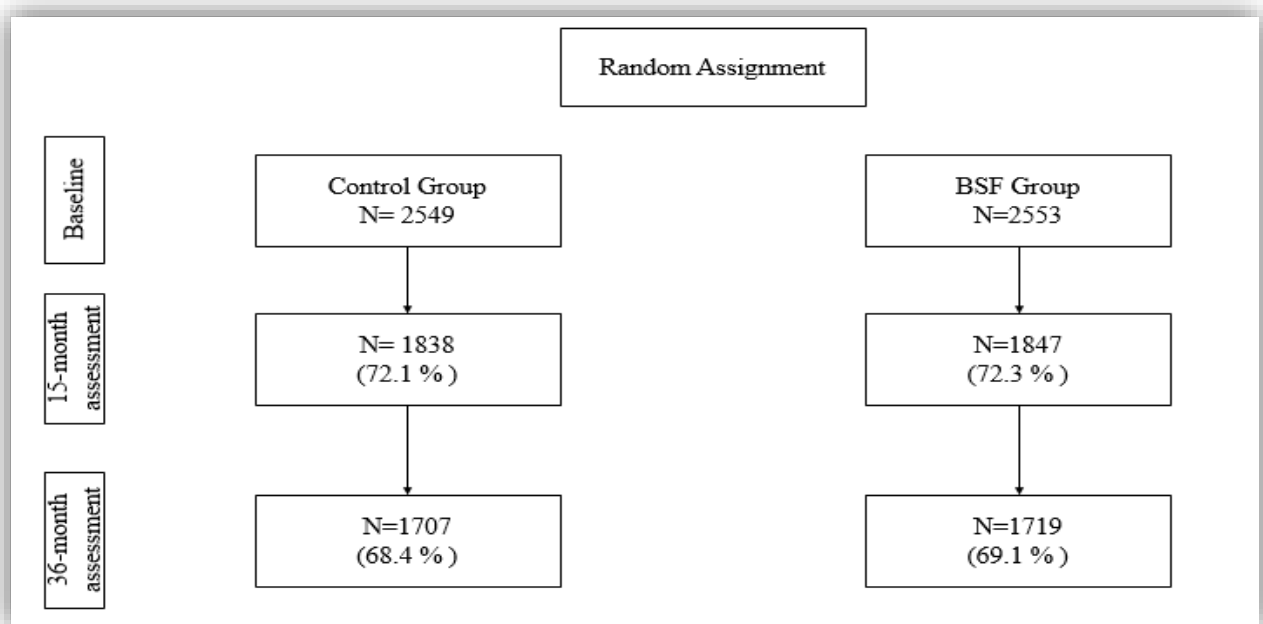 Random Assignment
Baseline
Control Group
N= 2549
BSF Group
N=2553
15-month
assessment
N= 1838
(72.1 % )
N=1847
(72.3 % )
36-month
assessment
N=1707
(68.4 % )
N=1719
(69.1 % )